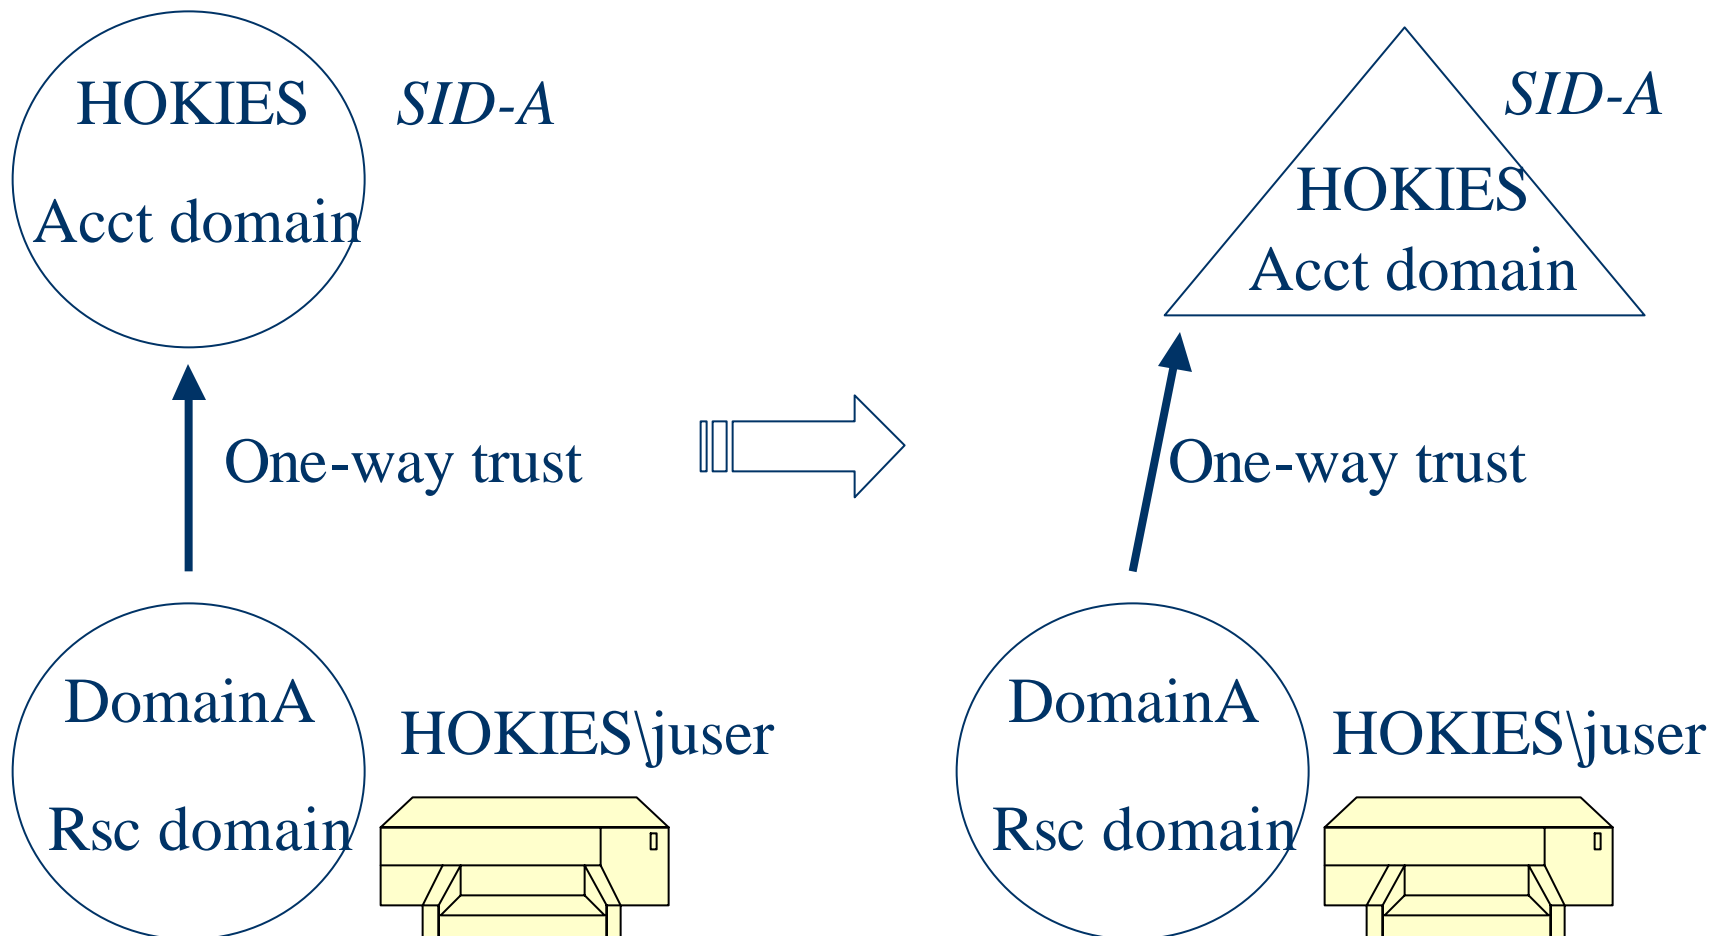 HOKIES
SID-A
Acct domain
One-way trust
DomainA
HOKIES\juser
Rsc domain
SID-A
HOKIES
Acct domain
One-way trust
DomainA
HOKIES\juser
Rsc domain